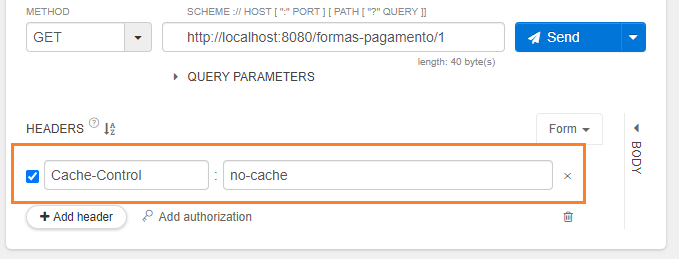 METHOD
SCHEME :// HOST [ ":" PORT ] [ PATH [ "?" QUERY ]]
GET
http://localhost:8080/formas-pagamento/1
Send
length: 40 byte(s)
QUERY PARAMETERS
HEADERS ? A Z
Form
Cache-Control : no-cache ×
+ Add header
Add authorization
BODY